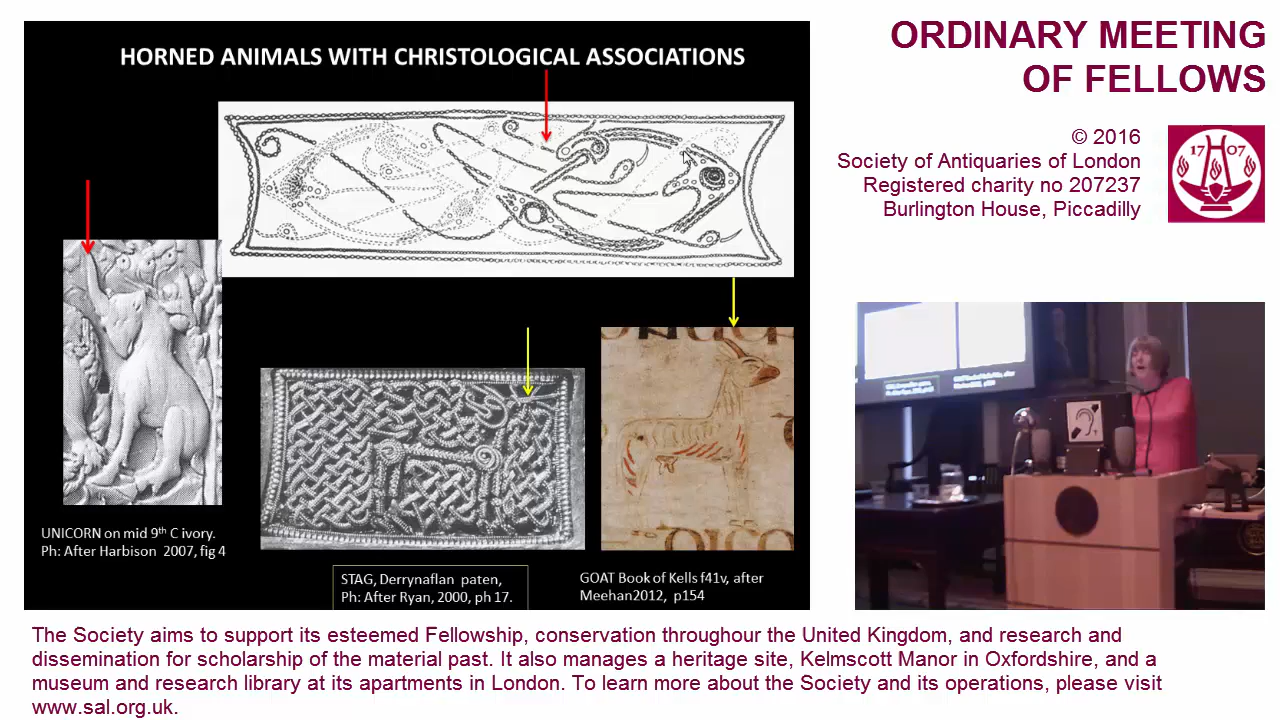 HORNED ANIMALS WITH CHRISTOLOGICAL ASSOCIATIONS
UNICORN on mid 9th C ivory.
Ph: After Harbison 2007, fig 4
STAG, Derrynaflan paten,
Ph: After Ryan, 2000, ph 17.
GOAT Book of Kells f41v, after
Meehan2012, p154
ORDINARY MEETING
OF FELLOWS
© 2016
Society of Antiquaries of London
Registered charity no 207237
Burlington House, Piccadilly
17 07
The Society aims to support its esteemed Fellowship, conservation throughour the United Kingdom, and research and
dissemination for scholarship of the material past. It also manages a heritage site, Kelmscott Manor in Oxfordshire, and a
museum and research library at its apartments in London. To learn more about the Society and its operations, please visit
www.sal.org.uk.